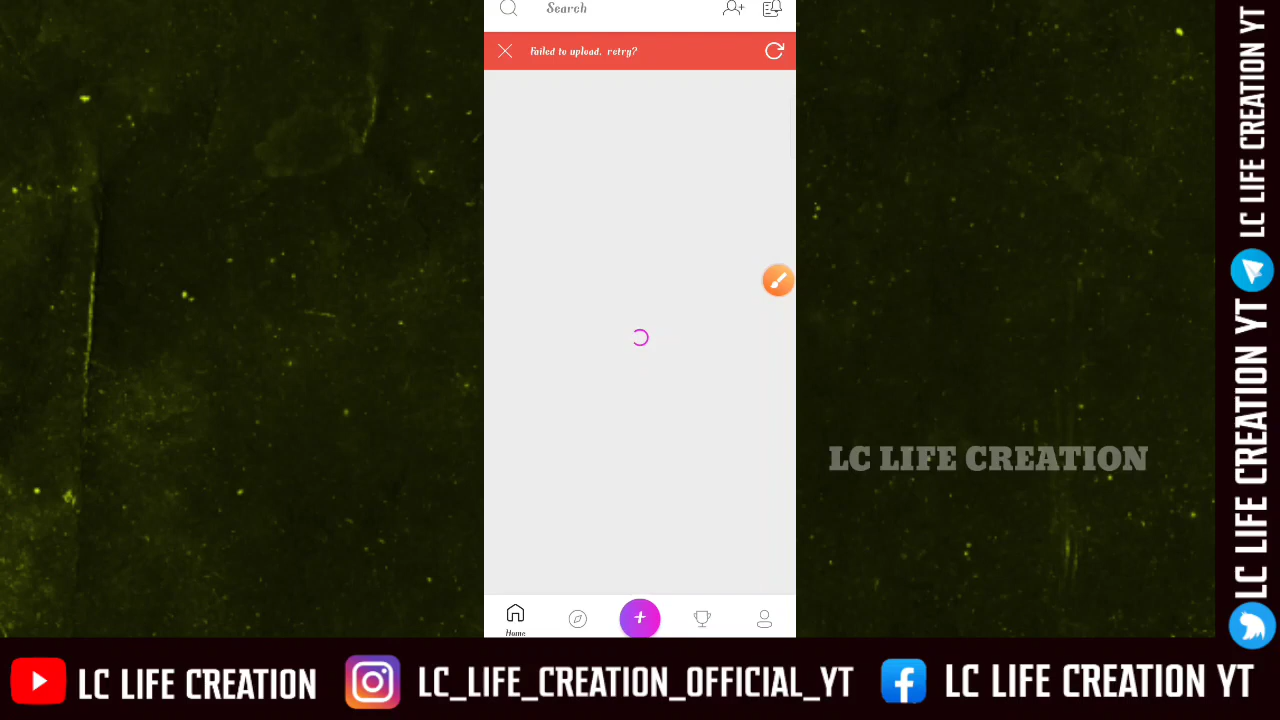 Search
Failed to upload. retry?
Home
LC LIFE CREATION
LC LIFE CREATION YT
LC LIFE CREATION YT
LC LIFE CREATION
LC_LIFE_CREATION_OFFICIAL_YT
LC LIFE CREATION YT